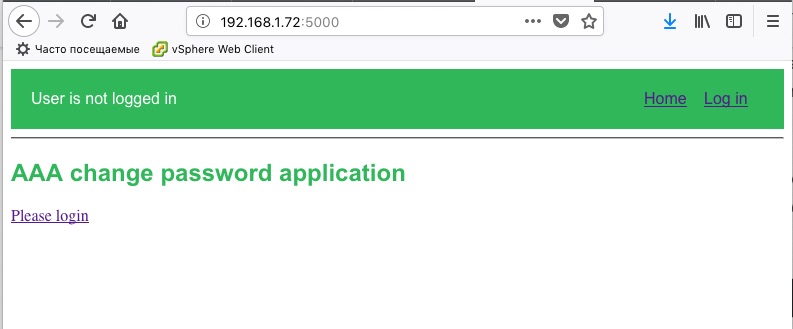 192.168.1.72:5000
Часто посещаемые vSphere Web Client
User is not logged in Home Log in
AAA change password application
Please login